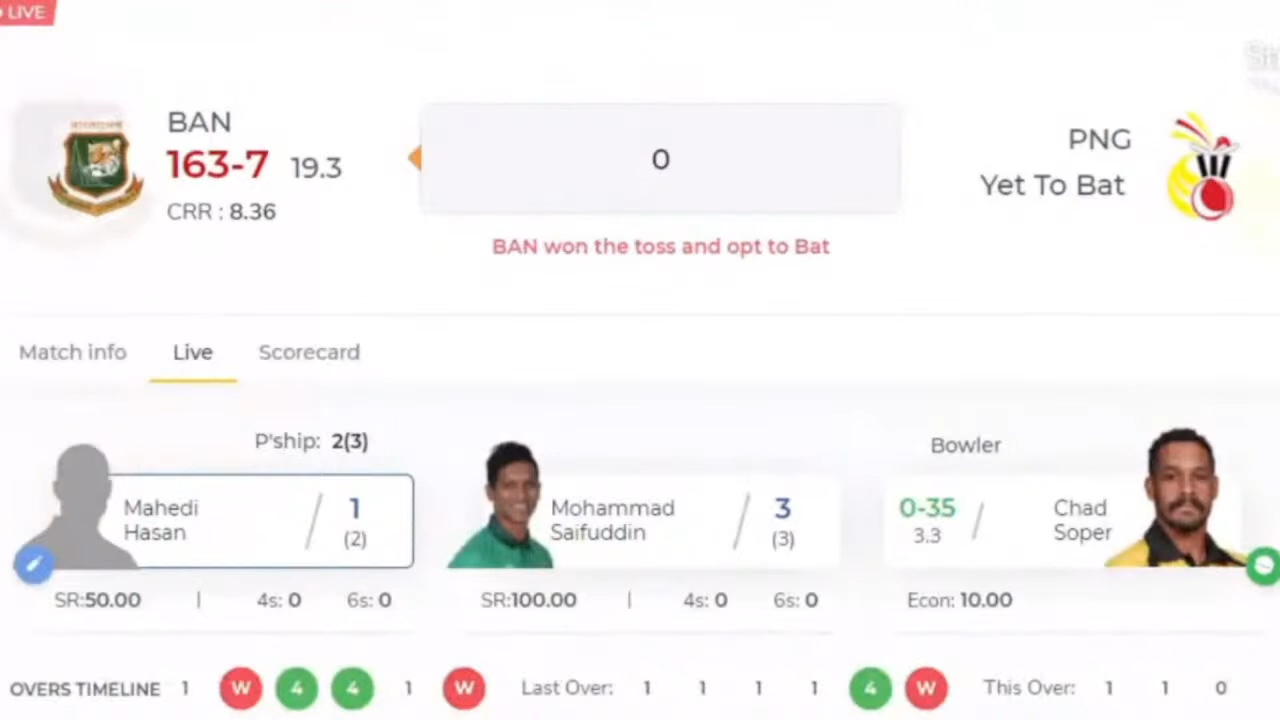 LIVE
BAN
163-7 19.3
CRR : 8.36
0
BAN won the toss and opt to Bat
PNG
Yet To Bat
Match info Live Scorecard
P'ship: 2(3)
Mahedi
Hasan
1
(2)
SR:50.00 | 4s: 0 6s: 0
Mohammad
Saifuddin
3
(3)
SR:100.00 | 4s: 0 6s: 0
Bowler
0-35
3.3
Chad
Soper
Econ: 10.00
OVERS TIMELINE 1 W 4 4 1 W Last Over: 1 1 1 1 4 W This Over: 1 1 0